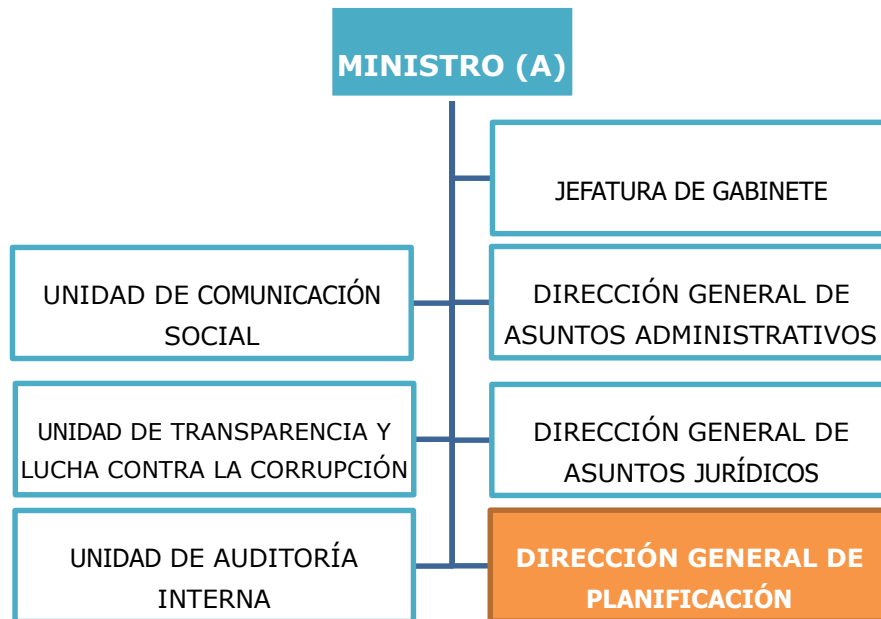 MINISTRO (A)
JEFATURA DE GABINETE
UNIDAD DE COMUNICACIÓN
SOCIAL
DIRECCIÓN GENERAL DE
ASUNTOS ADMINISTRATIVOS
UNIDAD DE TRANSPARENCIA Y
LUCHA CONTRA LA CORRUPCIÓN
DIRECCIÓN GENERAL DE
ASUNTOS JURÍDICOS
UNIDAD DE AUDITORÍA
INTERNA
DIRECCIÓN GENERAL DE
PLANIFICACIÓN